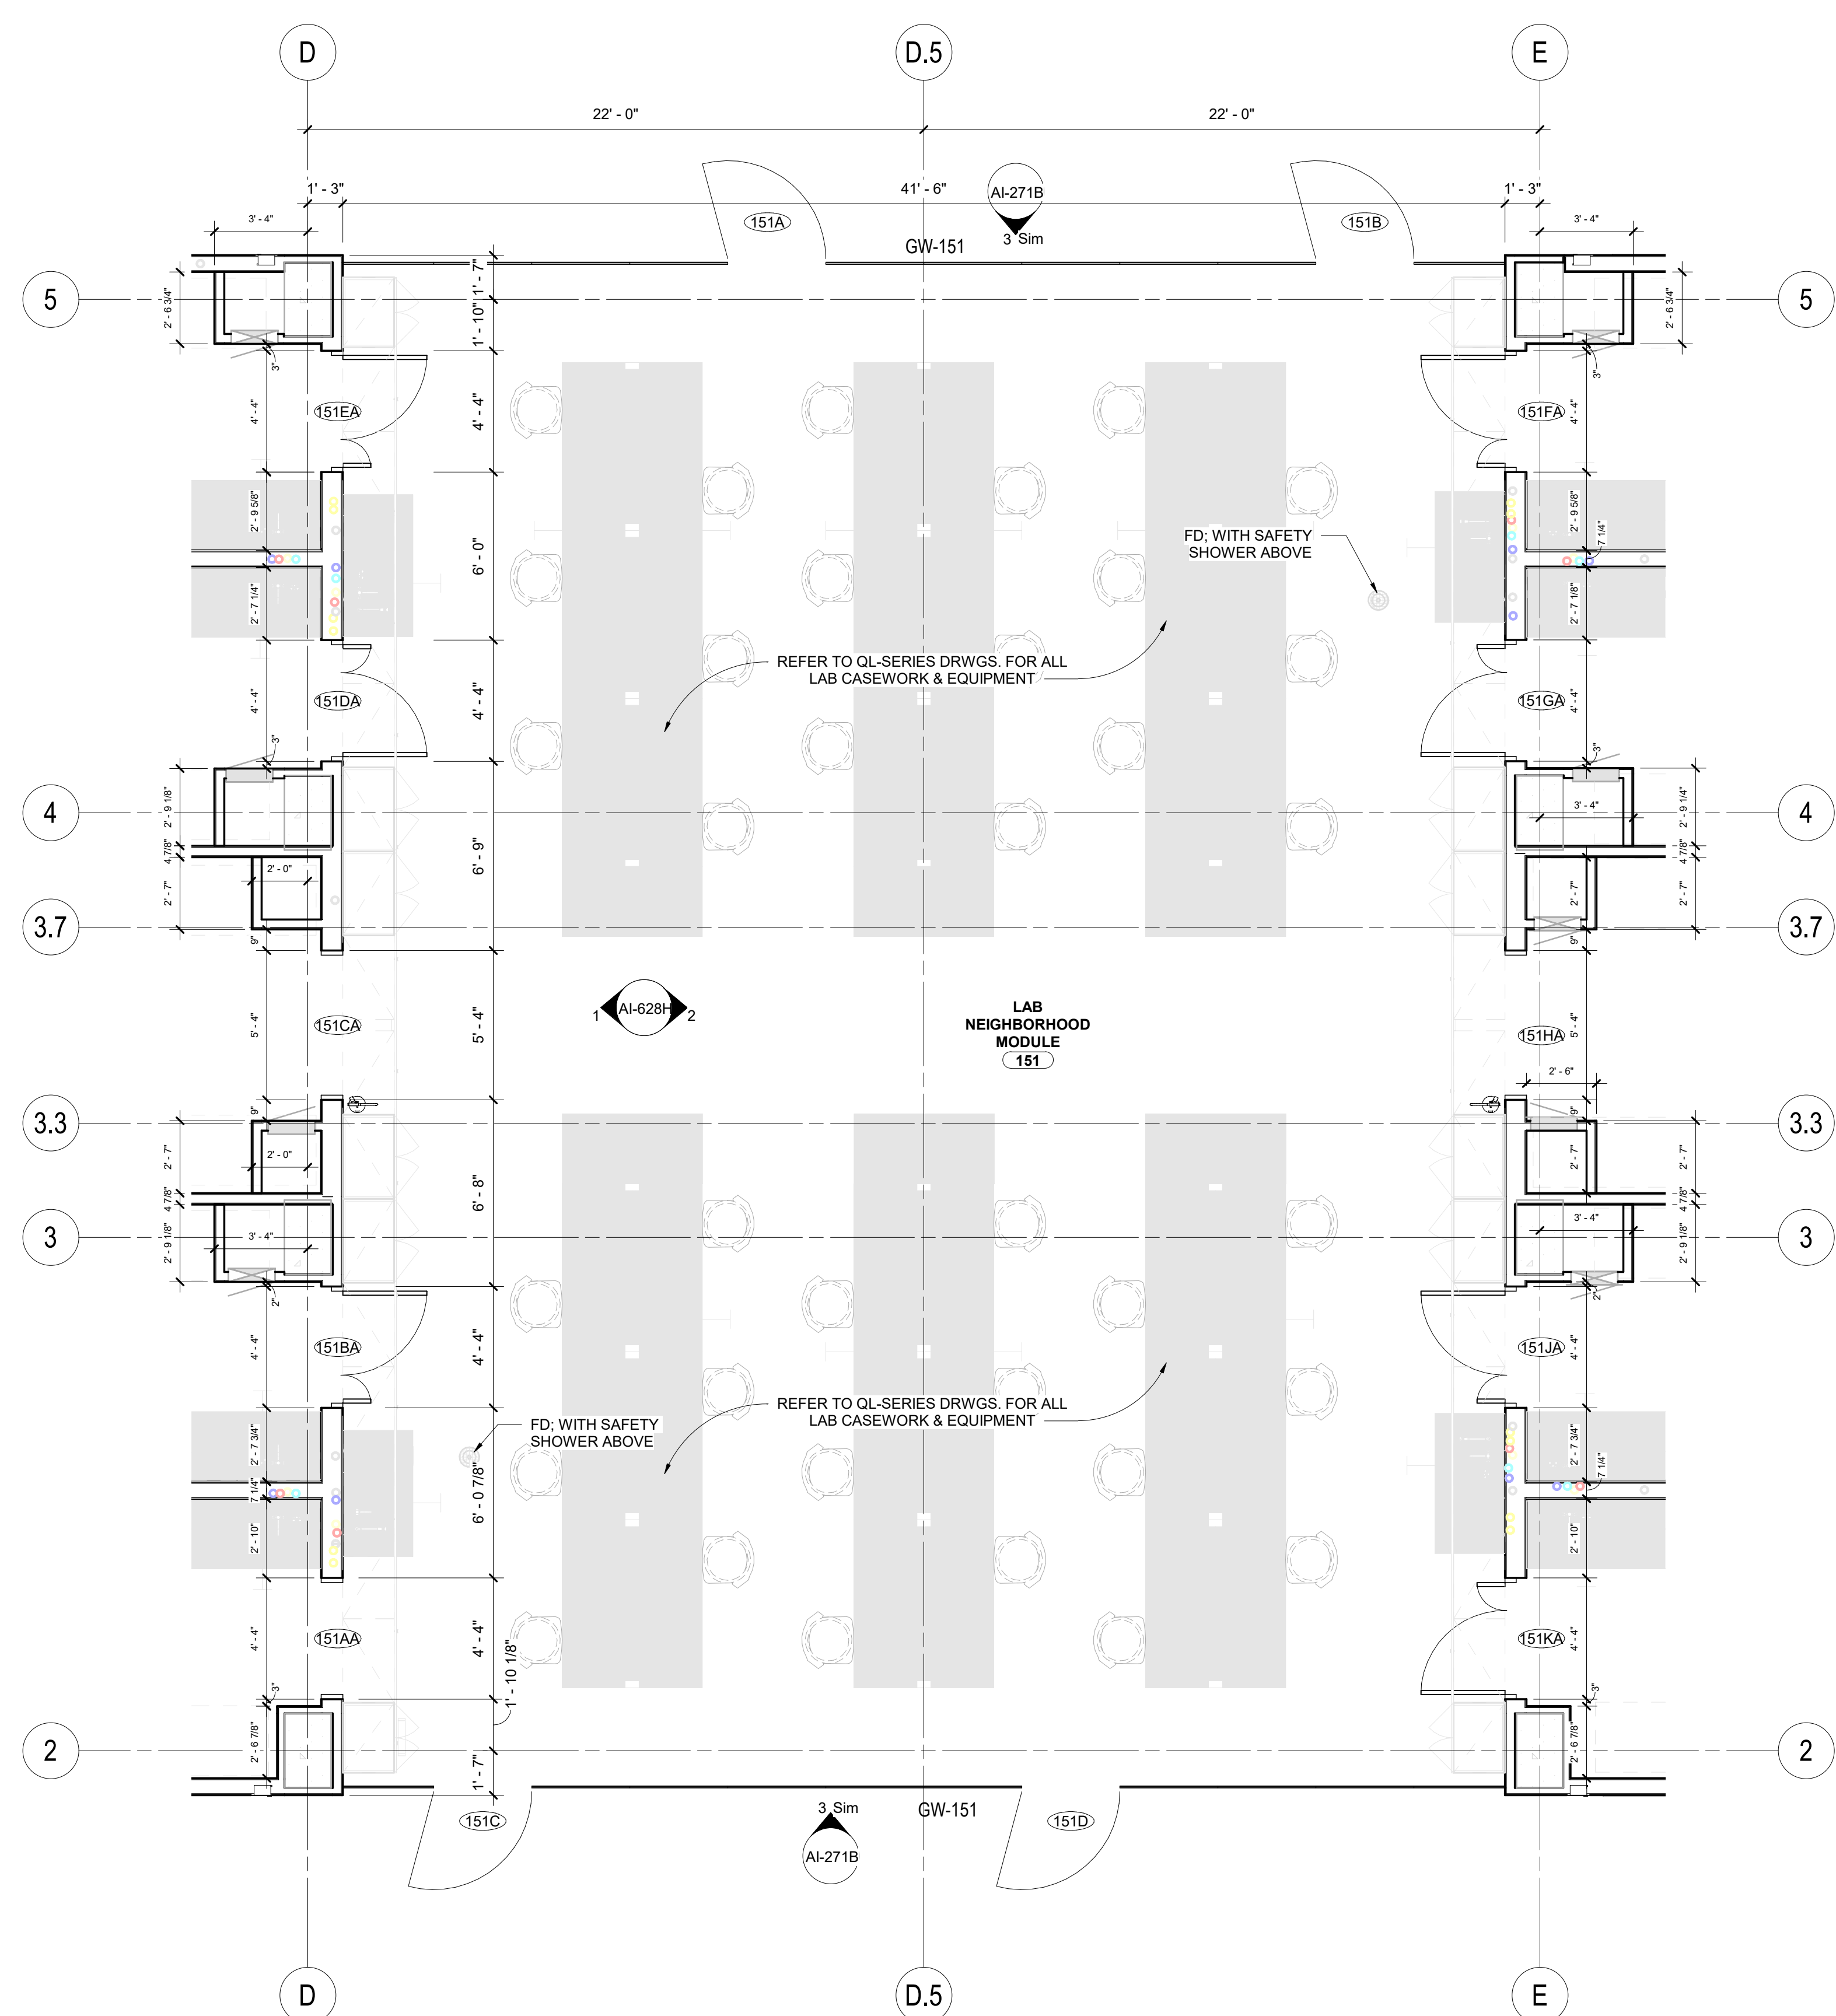 D
D.5
E
22' - 0"
22' - 0"
1' - 3"
41' - 6"
1' - 3"
AI-271B
3 Sim
3' - 4"
3' - 4"
151A
151B
GW-151
5
5
2' - 6 3/4"
1' - 7"
1' - 10"
2' - 6 3/4"
3"
3"
4' - 4"
151EA
4' - 4"
151FA
4' - 4"
2' - 9 5/8"
6' - 0"
FD; WITH SAFETY
SHOWER ABOVE
2' - 9 5/8"
7 1/4"
2' - 7 1/4"
2' - 7 1/8"
REFER TO QL-SERIES DRWGS. FOR ALL
LAB CASEWORK & EQUIPMENT
4' - 4"
151DA
4' - 4"
151GA
4' - 4"
3"
3"
4
4
2' - 9 1/8"
3' - 4"
2' - 9 1/4"
4 7/8"
6' - 9"
4 7/8"
2' - 7"
2' - 0"
2' - 7"
2' - 7"
3.7
3.7
9"
9"
5' - 4"
151CA
5' - 4"
1
AI-628H
2
LAB
NEIGHBORHOOD
MODULE
151
151HA
5' - 4"
2' - 6"
3.3
3.3
9"
9"
2' - 7"
2' - 0"
6' - 8"
2' - 7"
2' - 7"
4 7/8"
4 7/8"
3
3
2' - 9 1/8"
3' - 4"
3' - 4"
2' - 9 1/8"
2"
2"
4' - 4"
151BA
4' - 4"
151JA
4' - 4"
REFER TO QL-SERIES DRWGS. FOR ALL
LAB CASEWORK & EQUIPMENT
FD; WITH SAFETY
SHOWER ABOVE
2' - 7 3/4"
7 1/4"
6' - 0 7/8"
2' - 7 3/4"
7 1/4"
2' - 10"
2' - 10"
4' - 4"
151AA
4' - 4"
1' - 10 1/8"
151KA
4' - 4"
3"
3"
2
2
2' - 6 7/8"
1' - 7"
2' - 6 7/8"
151C
3 Sim
GW-151
151D
AI-271B
D
D.5
E